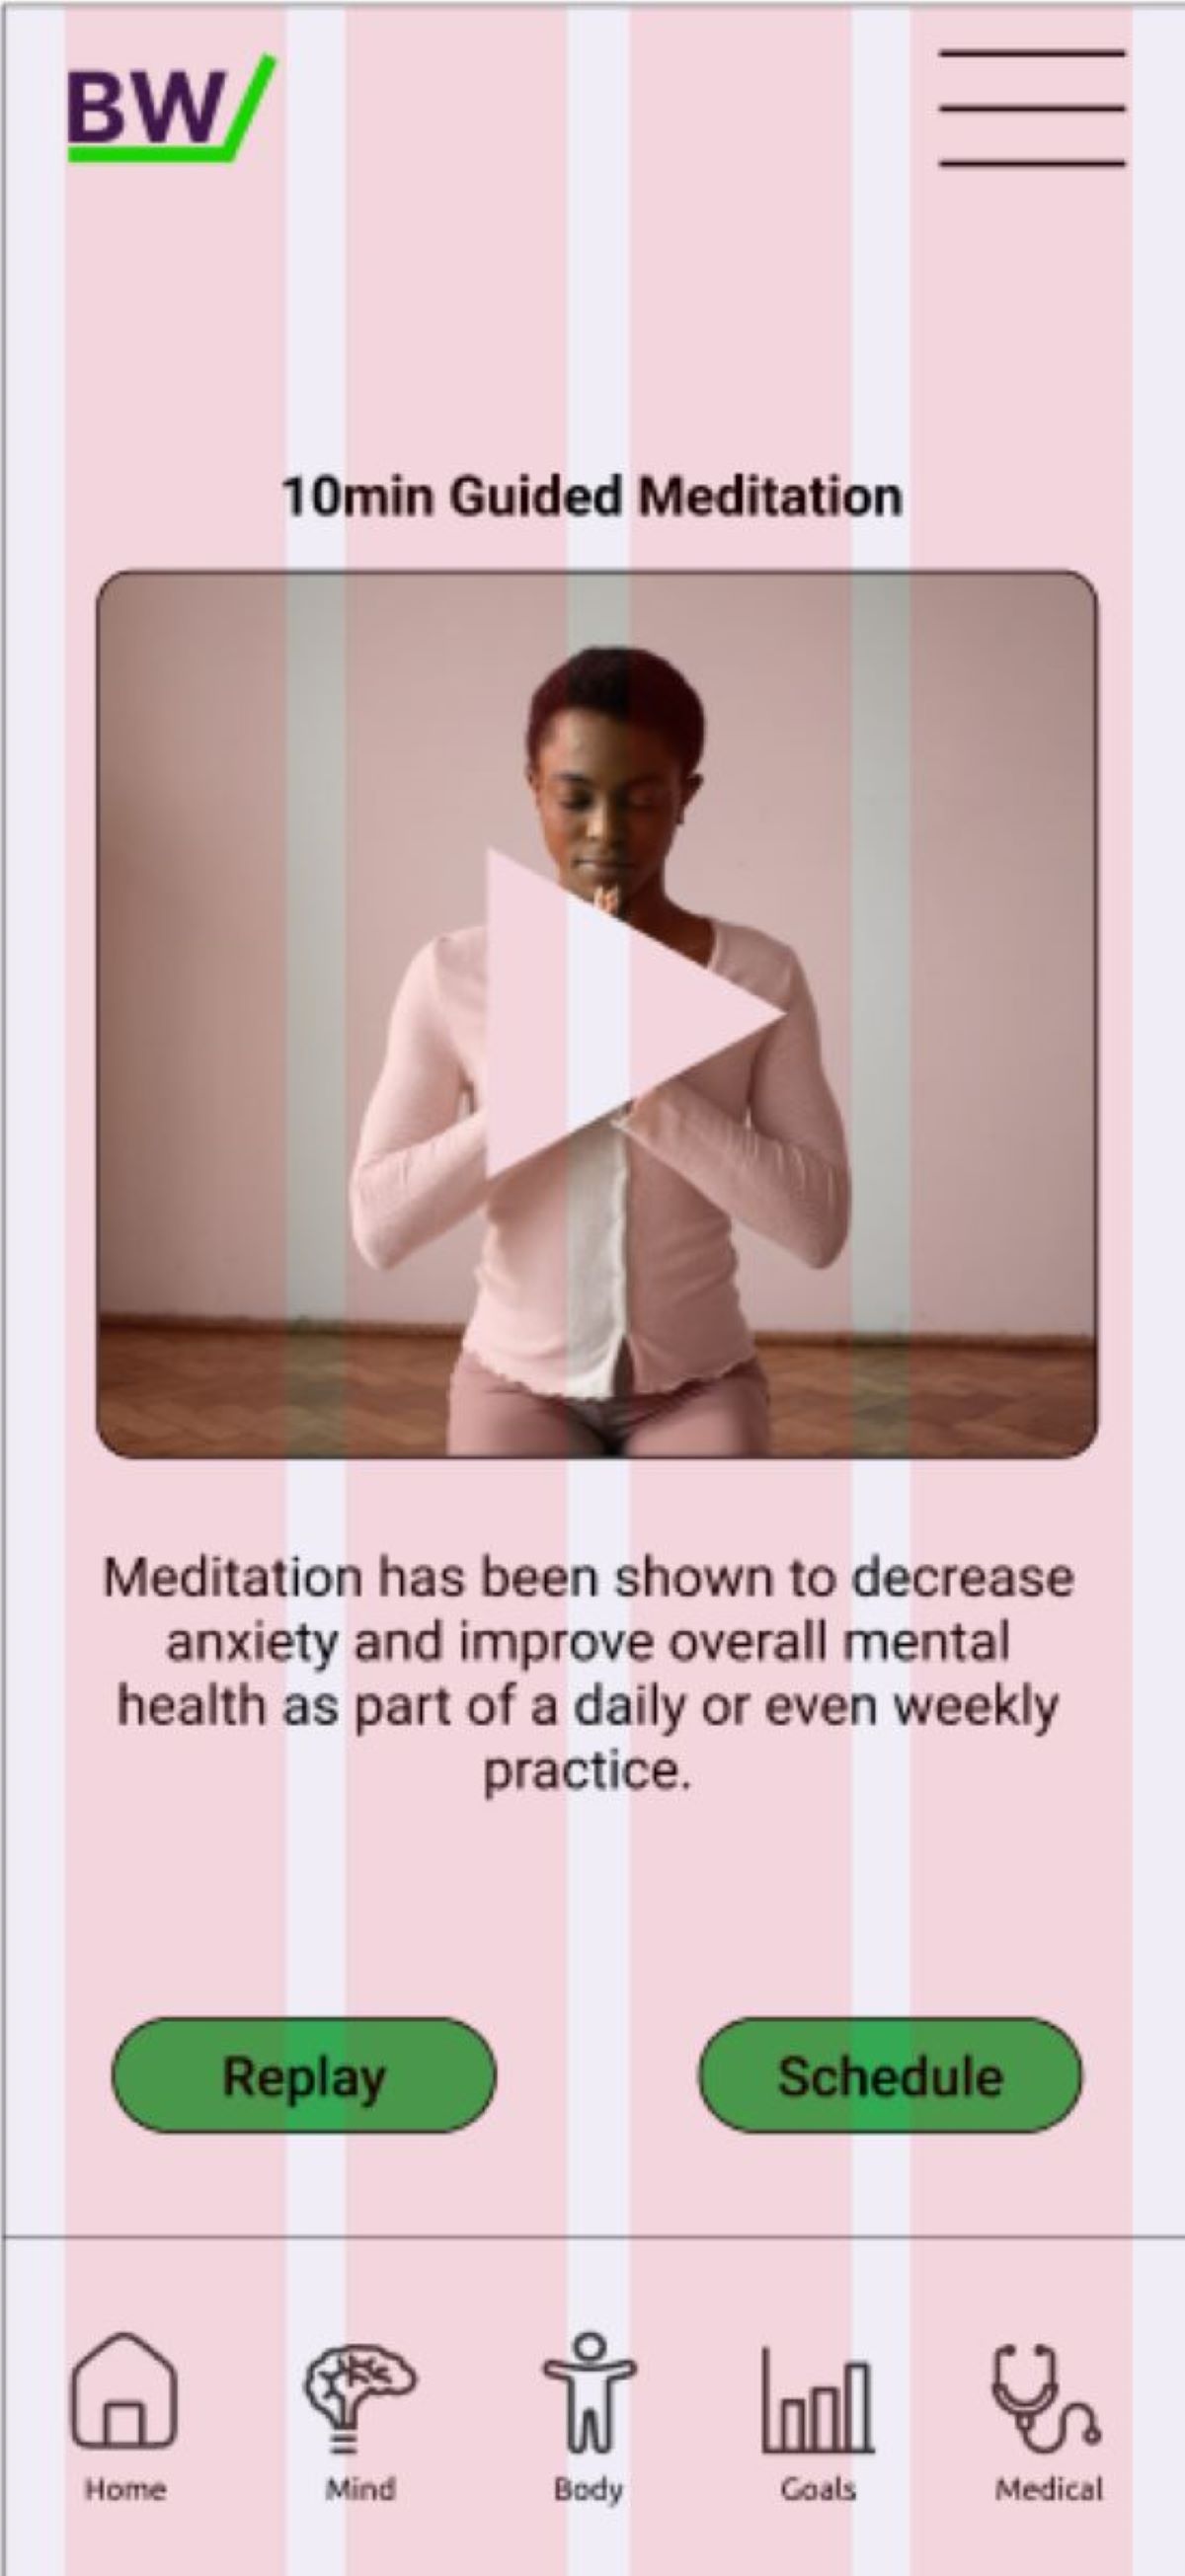 BW
10min Guided Meditation
Meditation has been shown to decrease
anxiety and improve overall mental
health as part of a daily or even weekly
practice.
Replay
Schedule
Home
Mind
Body
Goals
Medical